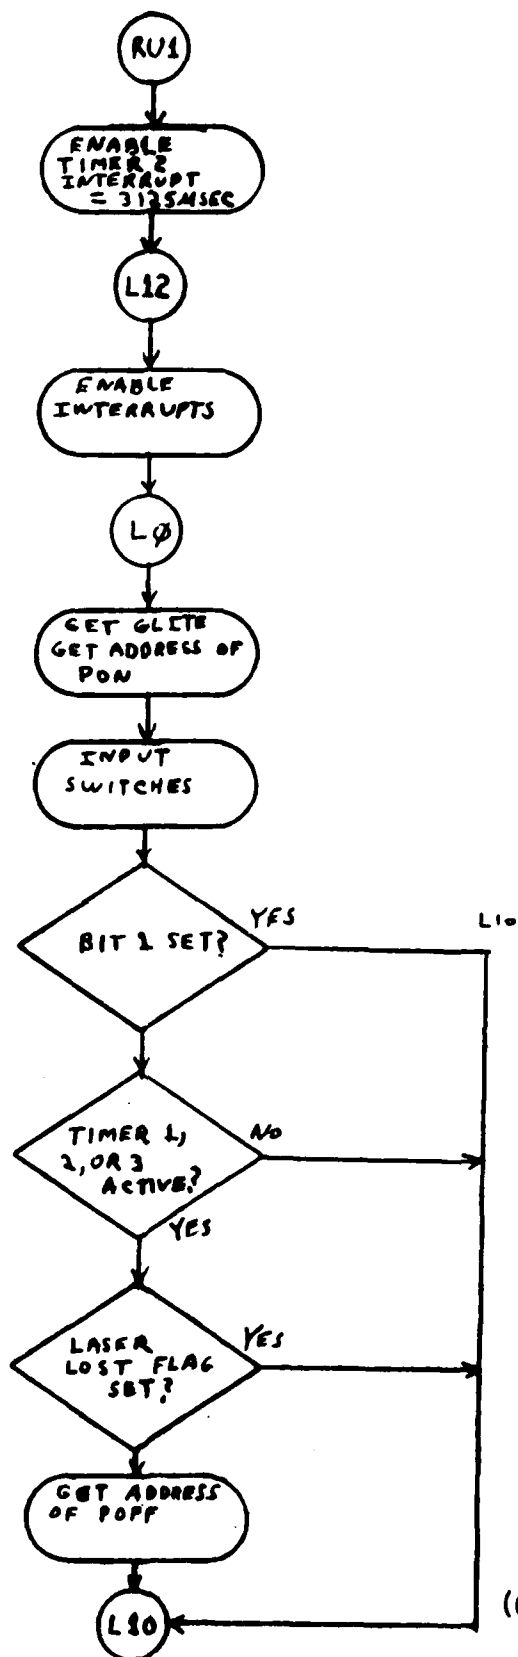 RU1
ENABLE
TIMER 2
INTERRUPT
= 3125MSEC
L12
ENABLE
INTERRUPTS
LØ
GET GLITE
GET ADDRESS OF
PON
INPUT
SWITCHES
BIT 1 SET?
YES
L10
TIMER 1,
2, OR 3
ACTIVE?
NO
YES
LASER
LOST FLAG
SET?
YES
GET ADDRESS
OF POFF
L10
(